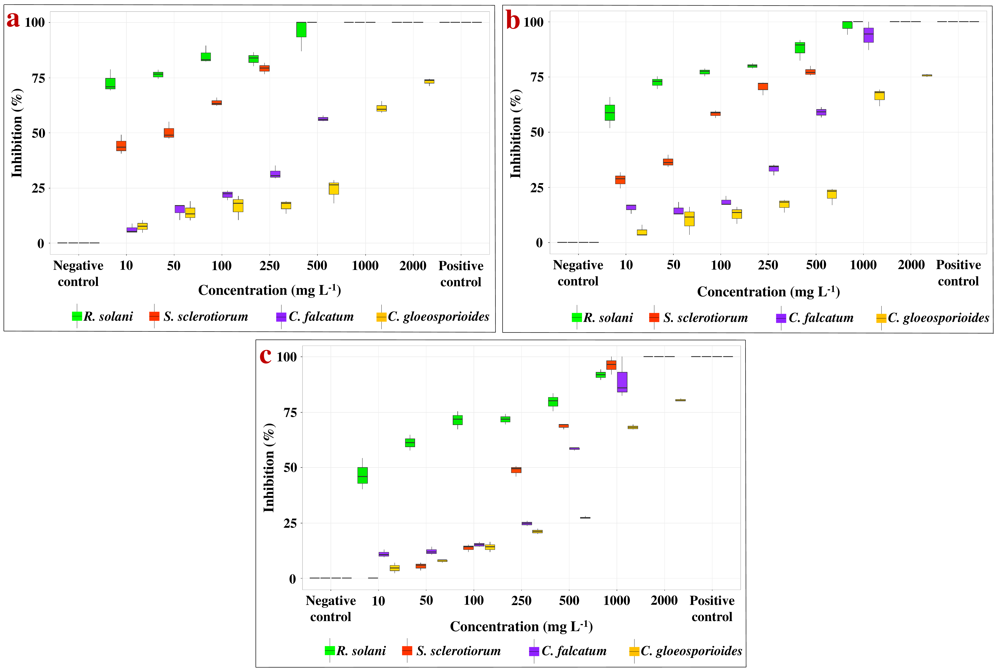 a
100
75
50
25
0
Inhibition (%)
Negative control 10 50 100 250 500 1000 2000 Positive control
Concentration (mg L-1)
R. solani S. sclerotiorum C. falcatum C. gloeosporioides
b
100
75
50
25
0
Inhibition (%)
Negative control 10 50 100 250 500 1000 2000 Positive control
Concentration (mg L-1)
R. solani S. sclerotiorum C. falcatum C. gloeosporioides
c
100
75
50
25
0
Inhibition (%)
Negative control 10 50 100 250 500 1000 2000 Positive control
Concentration (mg L-1)
R. solani S. sclerotiorum C. falcatum C. gloeosporioides